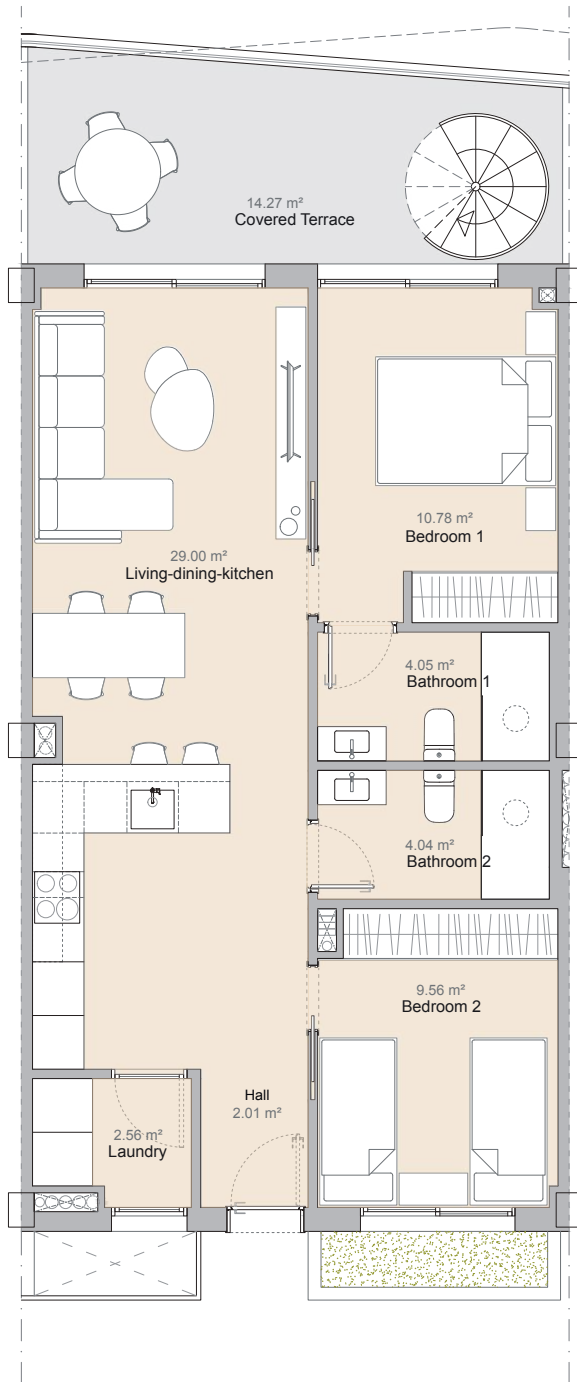 14.27 m²
Covered Terrace
10.78 m²
Bedroom 1
29.00 m²
Living-dining-kitchen
4.05 m²
Bathroom 1
4.04 m²
Bathroom 2
9.56 m²
Bedroom 2
Hall
2.01 m²
2.56 m²
Laundry